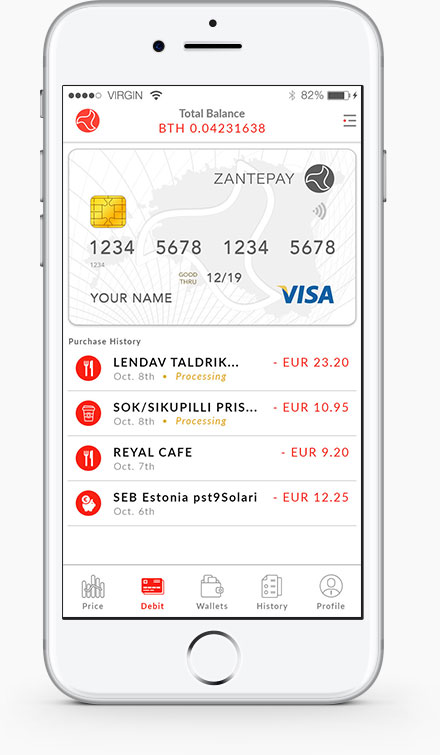 VIRGIN 82%
Total Balance
BTH 0.04231638
ZANTEPAY
1234 5678 1234 5678
1234
GOOD
THRU 12/19
YOUR NAME VISA
Purchase History
LENDAV TALDRIK... - EUR 23.20
Oct. 8th • Processing
SOK/SIKUPILLI PRIS... - EUR 10.95
Oct. 8th • Processing
REYAL CAFE - EUR 9.20
Oct. 7th
SEB Estonia pst9Solari - EUR 12.25
Oct. 6th
Price Debit Wallets History Profile